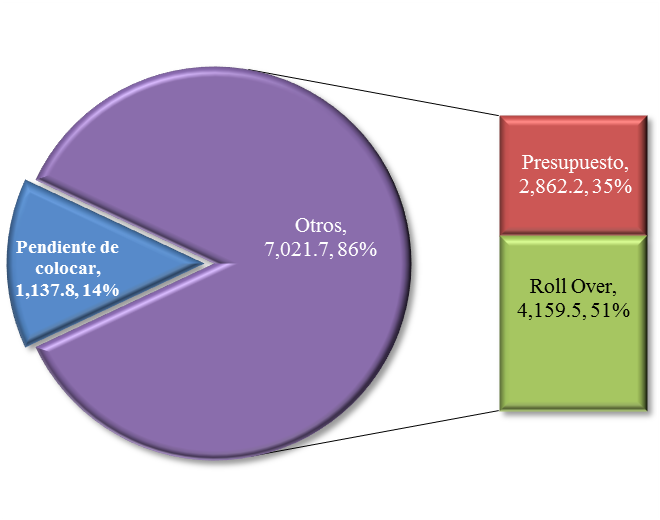 Pendiente de
colocar,
1,137.8, 14%
Otros,
7,021.7, 86%
Presupuesto,
2,862.2, 35%
Roll Over,
4,159.5, 51%